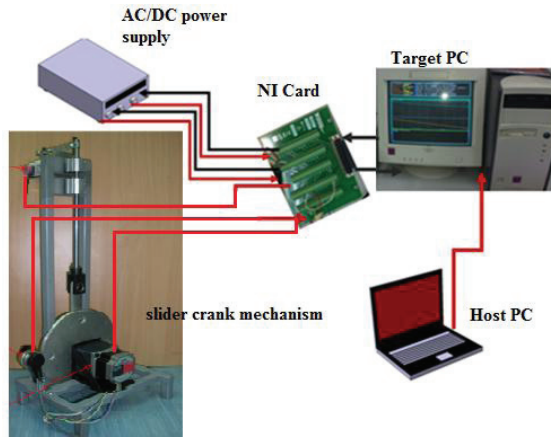 AC/DC power
supply
Target PC
NI Card
slider crank mechanism
Host PC